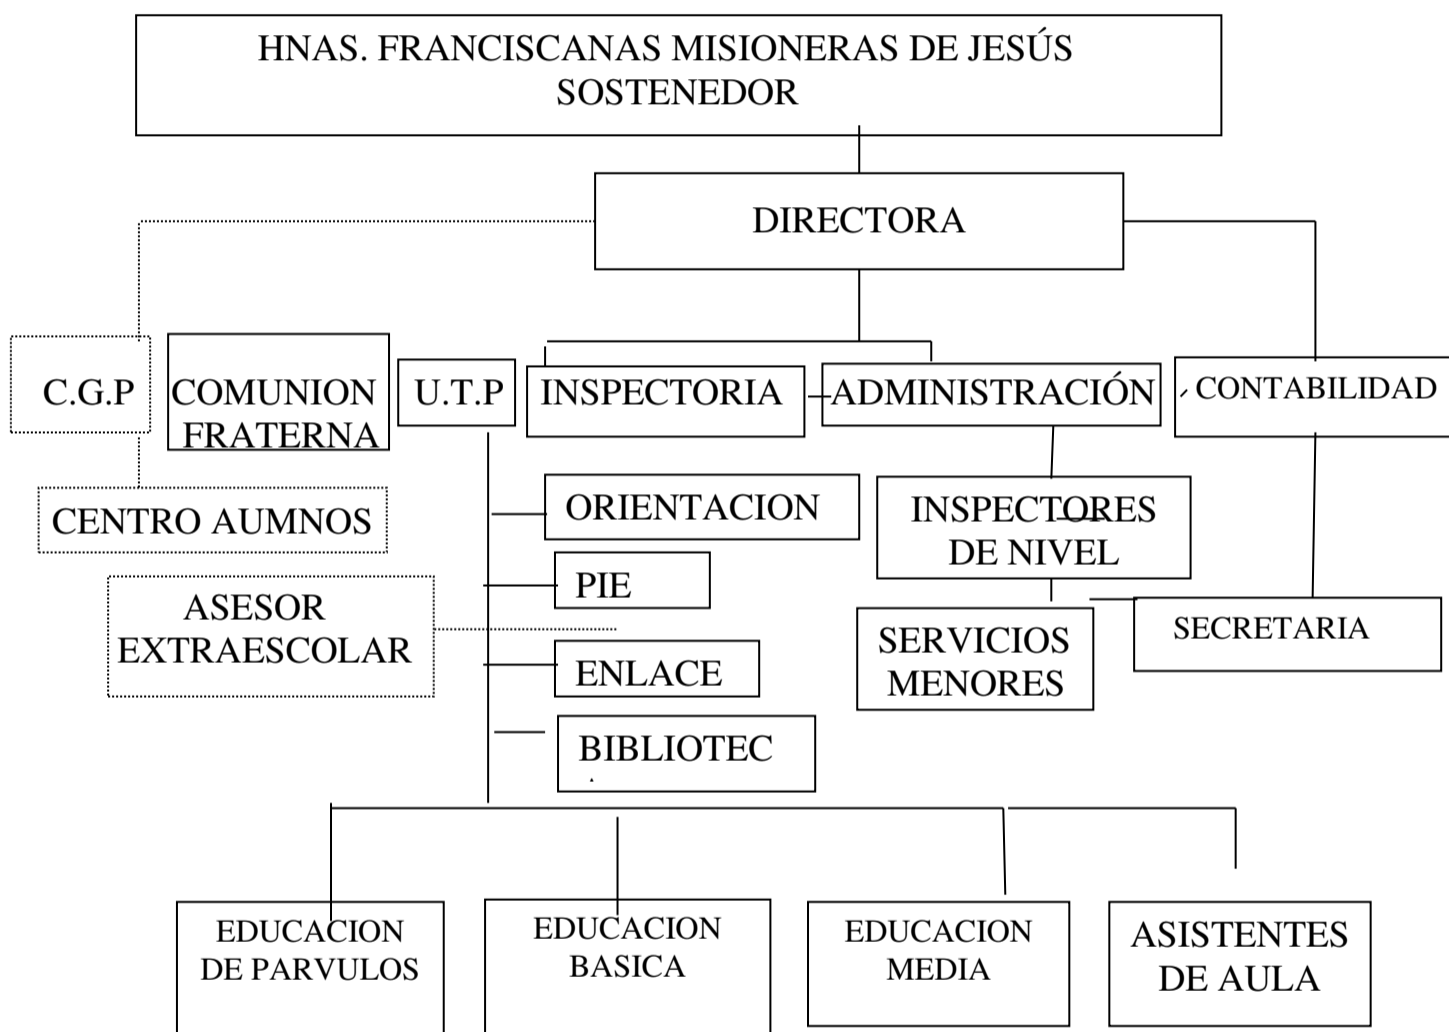 HNAS. FRANCISCANAS MISIONERAS DE JESÚS
SOSTENEDOR
DIRECTORA
C.G.P
COMUNION
FRATERNA
U.T.P
INSPECTORIA
ADMINISTRACIÓN
CONTABILIDAD
CENTRO AUMNOS
ORIENTACION
INSPECTORES
DE NIVEL
ASESOR
EXTRAESCOLAR
PIE
SERVICIOS
MENORES
SECRETARIA
ENLACE
BIBLIOTEC
EDUCACION
DE PARVULOS
EDUCACION
BASICA
EDUCACION
MEDIA
ASISTENTES
DE AULA